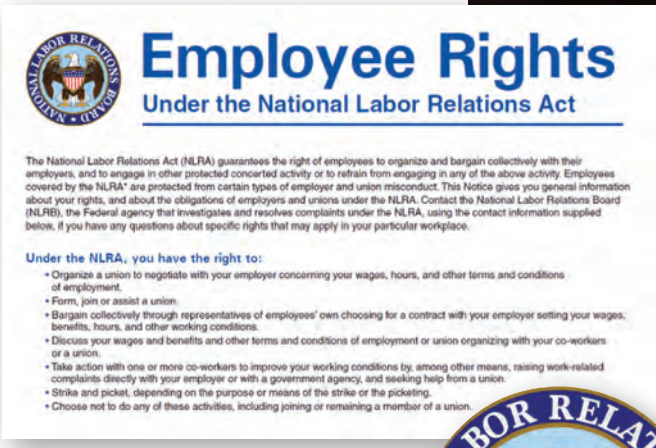 NATIONAL LABOR RELATIONS BOARD
Employee Rights
Under the National Labor Relations Act
The National Labor Relations Act (NLRA) guarantees the right of employees to organize and bargain collectively with their
employers, and to engage in other protected concerted activity or to refrain from engaging in any of the above activity. Employees
covered by the NLRA* are protected from certain types of employer and union misconduct. This Notice gives you general information
about your rights, and about the obligations of employers and unions under the NLRA. Contact the National Labor Relations Board
(NLRB), the Federal agency that investigates and resolves complaints under the NLRA, using the contact information supplied
below, if you have any questions about specific rights that may apply in your particular workplace.
Under the NLRA, you have the right to:
• Organize a union to negotiate with your employer concerning your wages, hours, and other terms and conditions
of employment.
• Form, join or assist a union.
• Bargain collectively through representatives of employees' own choosing for a contract with your employer setting your wages,
benefits, hours, and other working conditions.
• Discuss your wages and benefits and other terms and conditions of employment or union organizing with your co-workers
or a union.
• Take action with one or more co-workers to improve your working conditions by, among other means, raising work-related
complaints directly with your employer or with a government agency, and seeking help from a union.
• Strike and picket, depending on the purpose or means of the strike or the picketing.
• Choose not to do any of these activities, including joining or remaining a member of a union.
OR RELAT